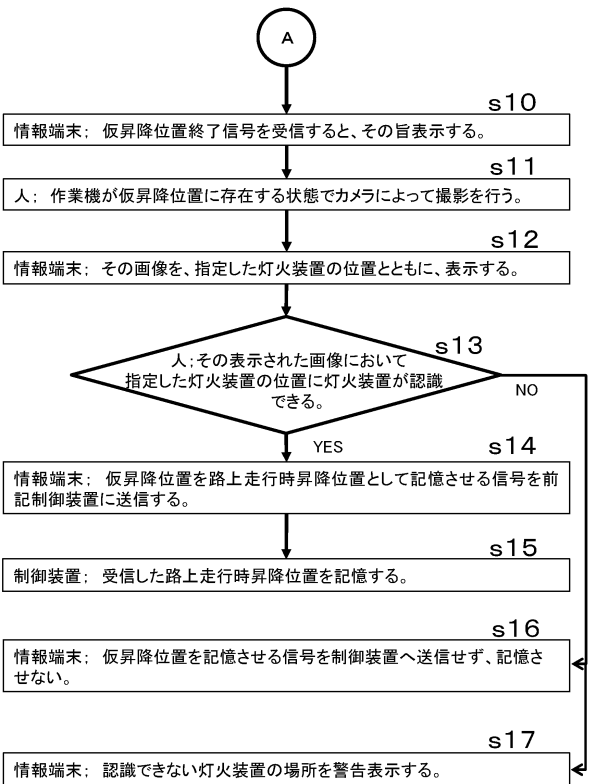 A
s10
情報端末； 仮昇降位置終了信号を受信すると、その旨表示する。
s11
人； 作業機が仮昇降位置に存在する状態でカメラによって撮影を行う。
s12
情報端末； その画像を、指定した灯火装置の位置とともに、表示する。
s13
人；その表示された画像において
指定した灯火装置の位置に灯火装置が認識
できる。
NO
YES
s14
情報端末； 仮昇降位置を路上走行時昇降位置として記憶させる信号を前
記制御装置に送信する。
s15
制御装置； 受信した路上走行時昇降位置を記憶する。
s16
情報端末； 仮昇降位置を記憶させる信号を制御装置へ送信せず、記憶さ
せない。
s17
情報端末； 認識できない灯火装置の場所を警告表示する。